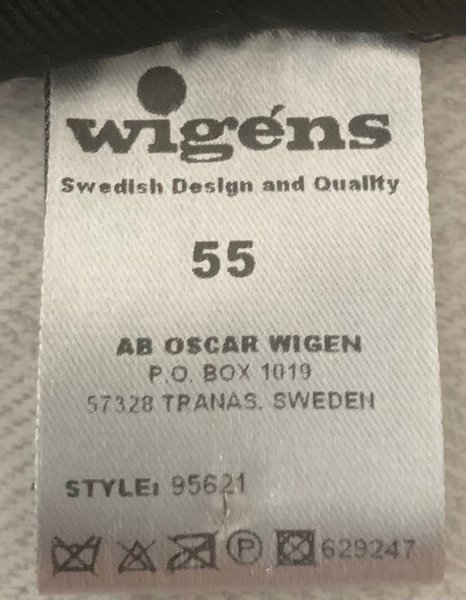 wigéns
Swedish Design and Quality
55
AB OSCAR WIGEN
P.O. BOX 1019
57328 TRANAS. SWEDEN
STYLE: 95621
P 629247